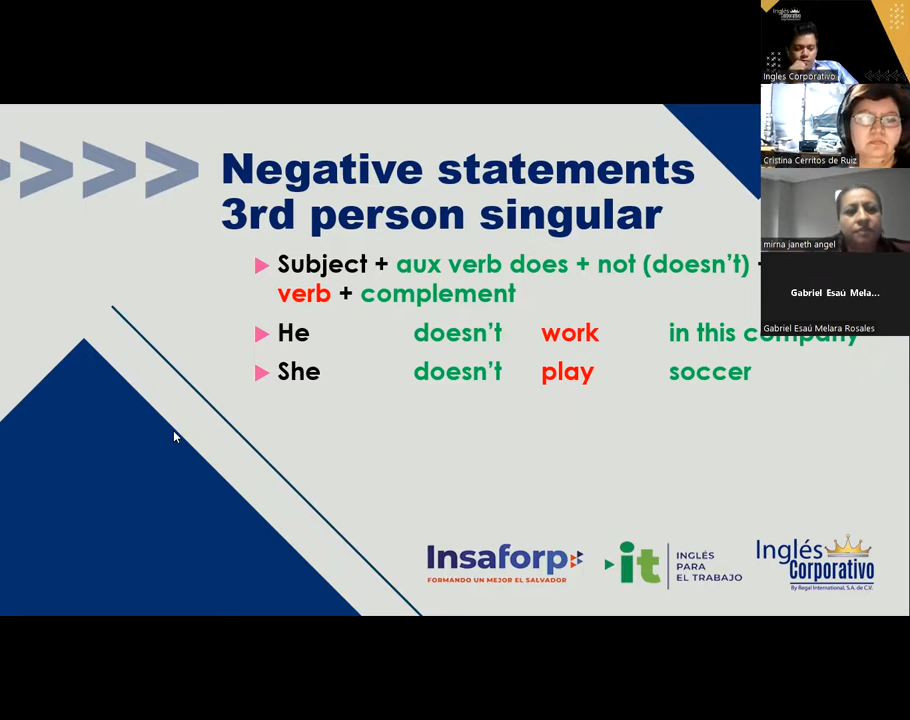 Negative statements
3rd person singular
Subject + aux verb does + not (doesn't)
verb + complement
He doesn't work in this company
She doesn't play soccer
Insaforp
FORMANDO UN MEJOR EL SALVADOR
it
INGLÉS
PARA
EL TRABAJO
Inglés
Corporativo
By Regal International, S.A. de C.V.
Inglés
Corporativo
Ingles Corporativo
Cristina Cerritos de Ruiz
mirna janeth angel
Gabriel Esaú Mela...
Gabriel Esaú Melara Rosales